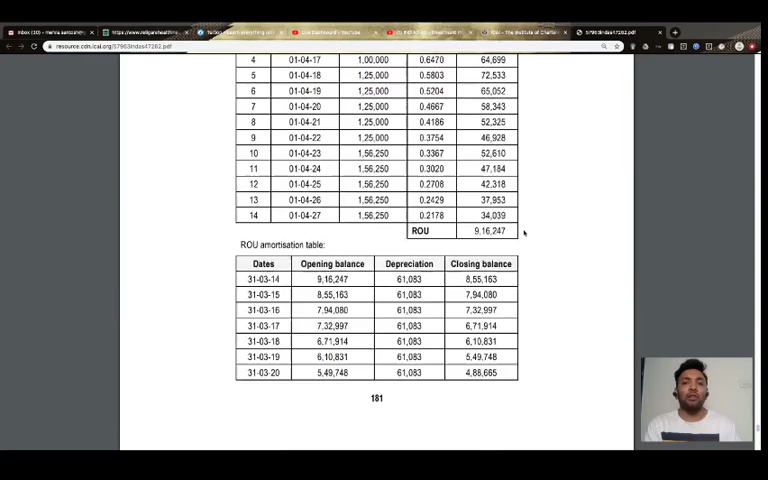 resource.cdn.icai.org/57963indas47282.pdf
4 01-04-17 1,00,000 0.6470 64,699
5 01-04-18 1,25,000 0.5803 72,533
6 01-04-19 1,25,000 0.5204 65,052
7 01-04-20 1,25,000 0.4667 58,343
8 01-04-21 1,25,000 0.4186 52,325
9 01-04-22 1,25,000 0.3754 46,928
10 01-04-23 1,56,250 0.3367 52,610
11 01-04-24 1,56,250 0.3020 47,184
12 01-04-25 1,56,250 0.2708 42,318
13 01-04-26 1,56,250 0.2429 37,953
14 01-04-27 1,56,250 0.2178 34,039
ROU 9,16,247
ROU amortisation table:
Dates Opening balance Depreciation Closing balance
31-03-14 9,16,247 61,083 8,55,163
31-03-15 8,55,163 61,083 7,94,080
31-03-16 7,94,080 61,083 7,32,997
31-03-17 7,32,997 61,083 6,71,914
31-03-18 6,71,914 61,083 6,10,831
31-03-19 6,10,831 61,083 5,49,748
31-03-20 5,49,748 61,083 4,88,665
181